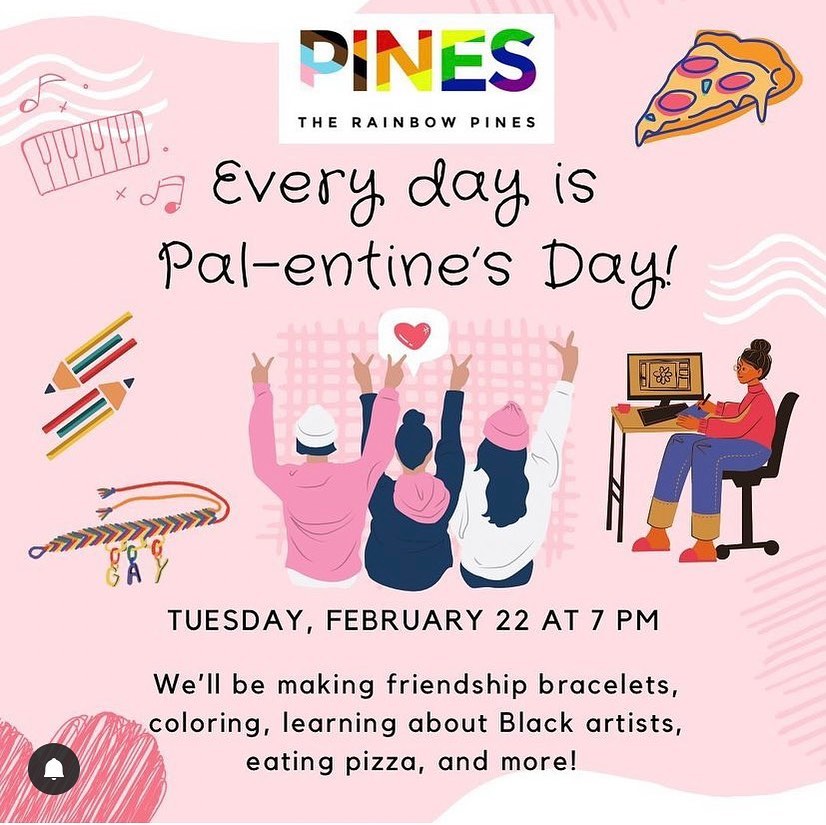 PINES
THE RAINBOW PINES
Every day is
Pal-entine's Day!
GAY
TUESDAY, FEBRUARY 22 AT 7 PM
We'll be making friendship bracelets,
coloring, learning about Black artists,
eating pizza, and more!